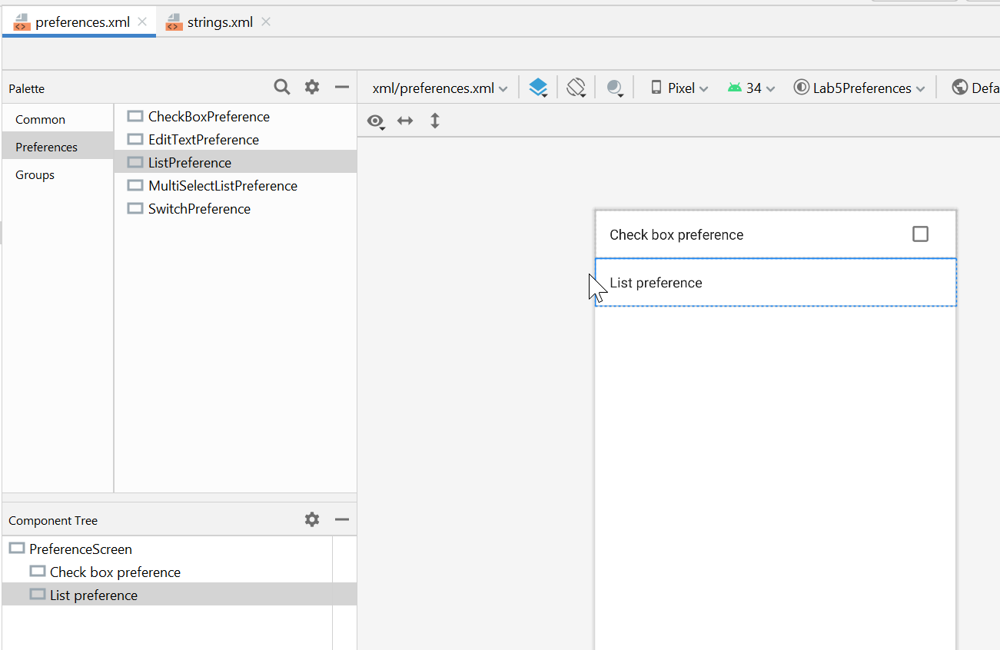 preferences.xml strings.xml
Palette
xml/preferences.xml Pixel 34 Lab5Preferences Defa
Common
Preferences
Groups
CheckBoxPreference
EditTextPreference
ListPreference
MultiSelectListPreference
SwitchPreference
Check box preference
List preference
Component Tree
PreferenceScreen
Check box preference
List preference